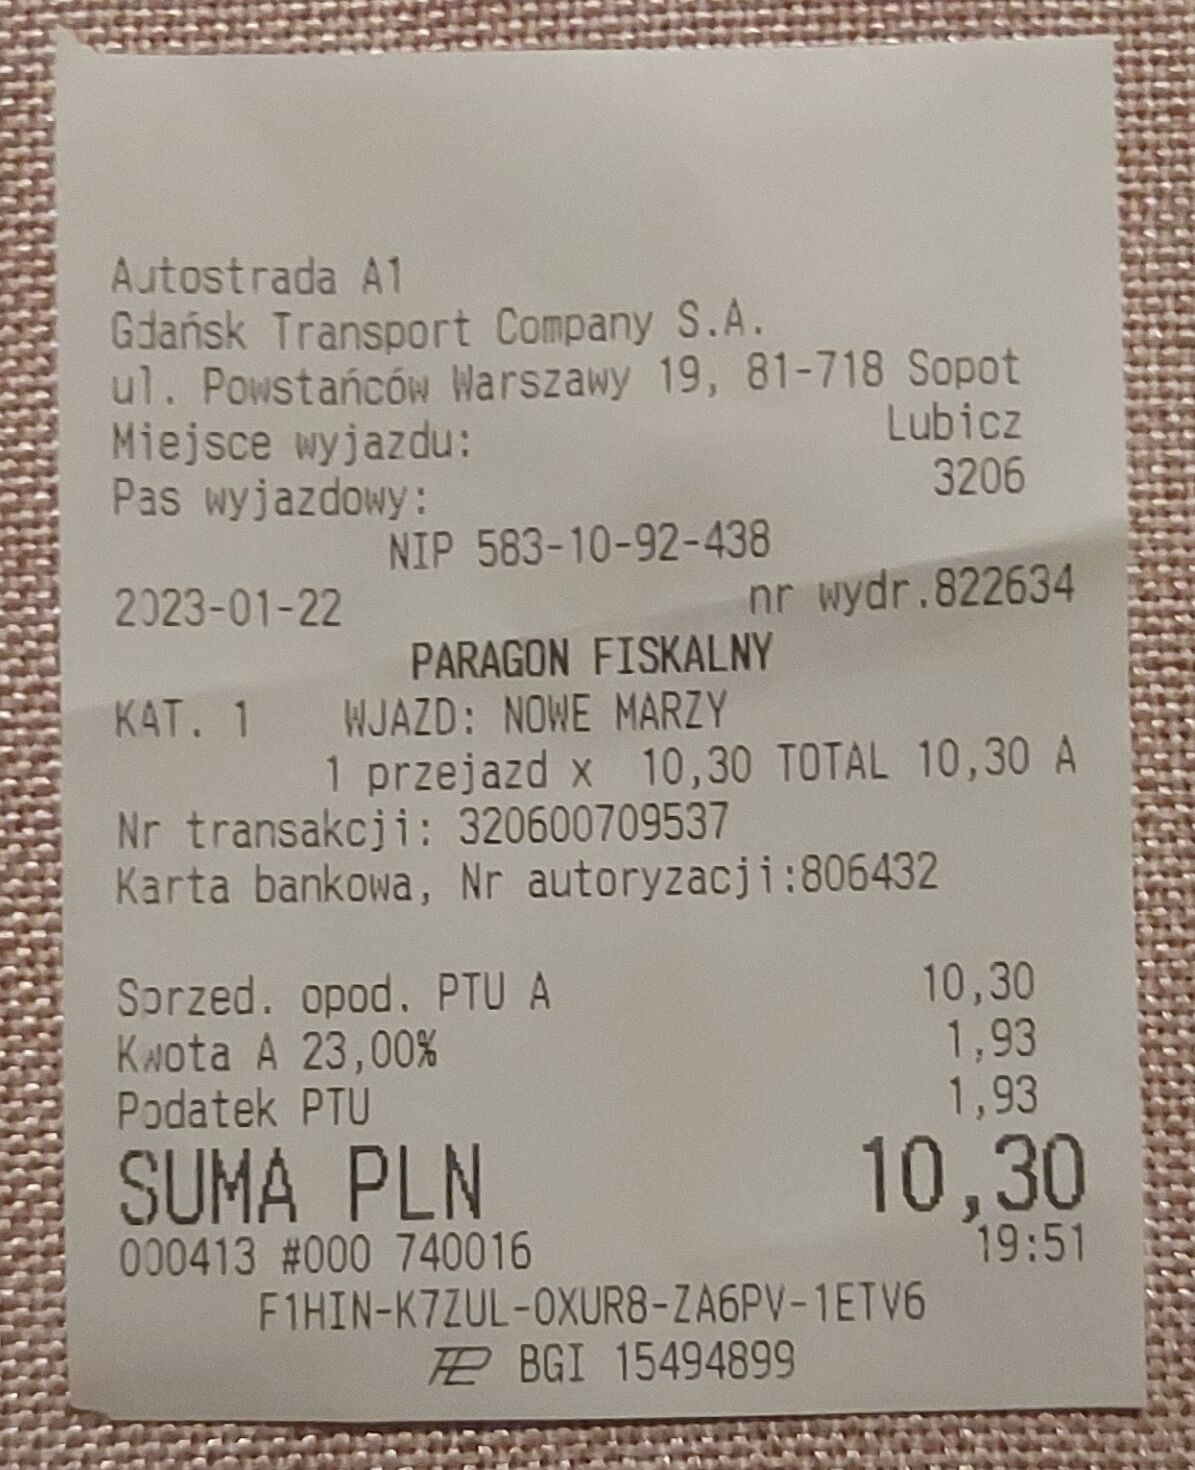 Autostrada A1
Gdańsk Transport Company S.A.
ul. Powstańców Warszawy 19, 81-718 Sopot
Miejsce wyjazdu: Lubicz
Pas wyjazdowy: 3206
NIP 583-10-92-438
2023-01-22 nr wydr.822634
PARAGON FISKALNY
KAT. 1 WJAZD: NOWE MARZY
1 przejazd x 10,30 TOTAL 10,30 A
Nr transakcji: 320600709537
Karta bankowa, Nr autoryzacji:806432
Sprzed. opod. PTU A 10,30
Kwota A 23,00% 1,93
Podatek PTU 1,93
SUMA PLN 10,30
000413 #000 740016 19:51
F1HIN-K7ZUL-OXUR8-ZA6PV-1ETV6
BGI 15494899